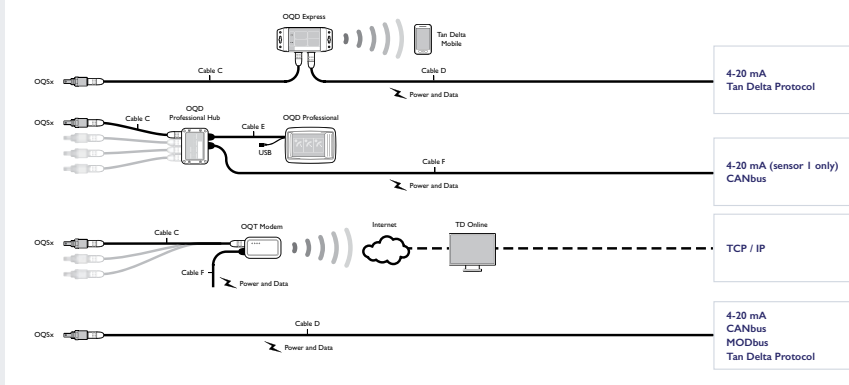 OQD Express
Tan Delta
Mobile
OQSx
Cable C
Cable D
Power and Data
4-20 mA
Tan Delta Protocol
OQSx
Cable C
OQD
Professional Hub
Cable E
OQD Professional
USB
Cable F
Power and Data
4-20 mA (sensor 1 only)
CANbus
OQSx
Cable C
OQT Modem
Internet
TD Online
Cable F
Power and Data
TCP / IP
OQSx
Cable D
Power and Data
4-20 mA
CANbus
MODbus
Tan Delta Protocol